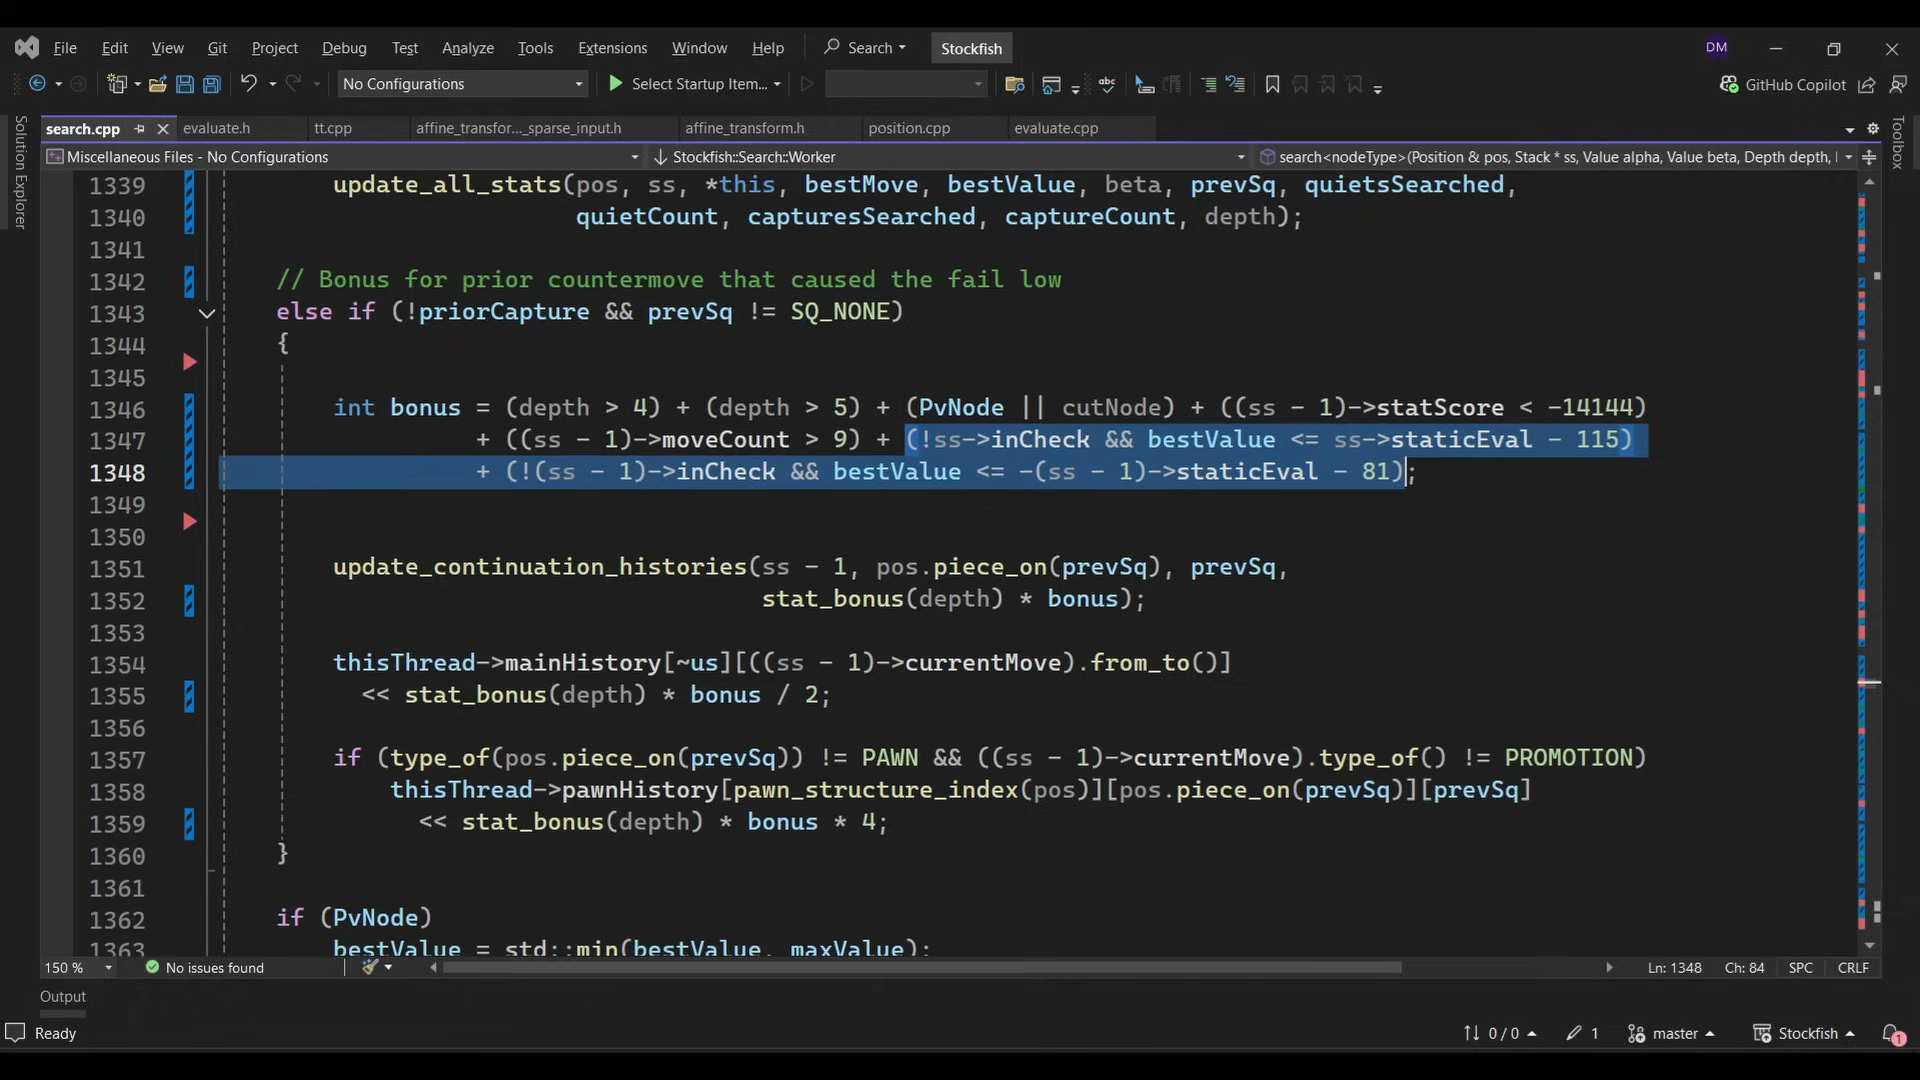 File Edit View Git Project Debug Test Analyze Tools Extensions Window Help Search Stockfish DM
No Configurations Select Startup Item... GitHub Copilot
search.cpp evaluate.h tt.cpp affine_transfor..._sparse_input.h affine_transform.h position.cpp evaluate.cpp
Solution Explorer
Toolbox
Miscellaneous Files - No Configurations Stockfish::Search::Worker search<nodeType>(Position & pos, Stack * ss, Value alpha, Value beta, Depth depth,
1339 update_all_stats(pos, ss, *this, bestMove, bestValue, beta, prevSq, quietsSearched,
1340 quietCount, capturesSearched, captureCount, depth);
1341
1342 // Bonus for prior countermove that caused the fail low
1343 else if (!priorCapture && prevSq != SQ_NONE)
1344 {
1345
1346 int bonus = (depth > 4) + (depth > 5) + (PvNode || cutNode) + ((ss - 1)->statScore < -14144)
1347 + ((ss - 1)->moveCount > 9) + (!ss->inCheck && bestValue <= ss->staticEval - 115)
1348 + (!(ss - 1)->inCheck && bestValue <= -(ss - 1)->staticEval - 81);
1349
1350
1351 update_continuation_histories(ss - 1, pos.piece_on(prevSq), prevSq,
1352 stat_bonus(depth) * bonus);
1353
1354 thisThread->mainHistory[~us][((ss - 1)->currentMove).from_to()]
1355 << stat_bonus(depth) * bonus / 2;
1356
1357 if (type_of(pos.piece_on(prevSq)) != PAWN && ((ss - 1)->currentMove).type_of() != PROMOTION)
1358 thisThread->pawnHistory[pawn_structure_index(pos)][pos.piece_on(prevSq)][prevSq]
1359 << stat_bonus(depth) * bonus * 4;
1360 }
1361
1362 if (PvNode)
1363 bestValue = std::min(bestValue, maxValue);
150 % No issues found Ln: 1348 Ch: 84 SPC CRLF
Output
Ready 0 / 0 1 master Stockfish 1